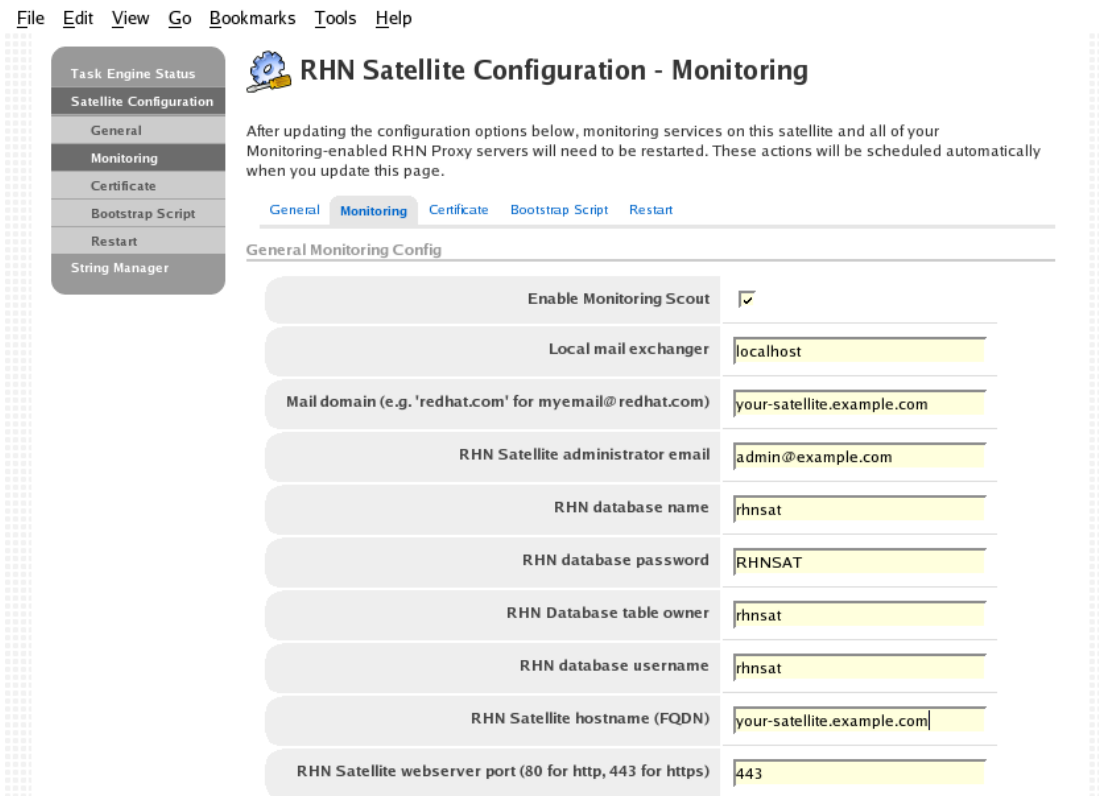 File Edit View Go Bookmarks Tools Help
Task Engine Status
Satellite Configuration
General
Monitoring
Certificate
Bootstrap Script
Restart
String Manager
RHN Satellite Configuration - Monitoring
After updating the configuration options below, monitoring services on this satellite and all of your
Monitoring-enabled RHN Proxy servers will need to be restarted. These actions will be scheduled automatically
when you update this page.
General Monitoring Certificate Bootstrap Script Restart
General Monitoring Config
Enable Monitoring Scout
Local mail exchanger localhost
Mail domain (e.g. 'redhat.com' for myemail@redhat.com) your-satellite.example.com
RHN Satellite administrator email admin@example.com
RHN database name rhnsat
RHN database password RHNSAT
RHN Database table owner rhnsat
RHN database username rhnsat
RHN Satellite hostname (FQDN) your-satellite.example.com
RHN Satellite webserver port (80 for http, 443 for https) 443